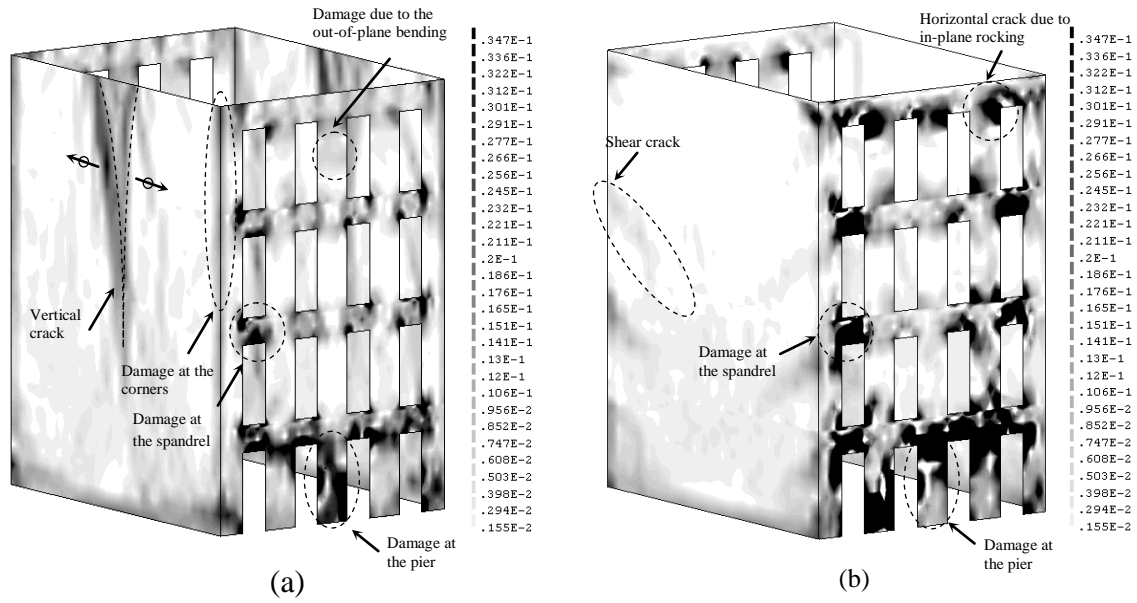 Damage due to the
out-of-plane bending
Vertical
crack
Damage at the
corners
Damage at
the spandrel
Damage at
the pier
.347E-1
.336E-1
.322E-1
.312E-1
.301E-1
.291E-1
.277E-1
.266E-1
.256E-1
.245E-1
.232E-1
.221E-1
.211E-1
.2E-1
.186E-1
.176E-1
.165E-1
.151E-1
.141E-1
.13E-1
.12E-1
.106E-1
.956E-2
.852E-2
.747E-2
.608E-2
.503E-2
.398E-2
.294E-2
.155E-2
(a)
Horizontal crack due to
in-plane rocking
Shear crack
Damage at
the spandrel
Damage at
the pier
.347E-1
.336E-1
.322E-1
.312E-1
.301E-1
.291E-1
.277E-1
.266E-1
.256E-1
.245E-1
.232E-1
.221E-1
.211E-1
.2E-1
.186E-1
.176E-1
.165E-1
.151E-1
.141E-1
.13E-1
.12E-1
.106E-1
.956E-2
.852E-2
.747E-2
.608E-2
.503E-2
.398E-2
.294E-2
.155E-2
(b)